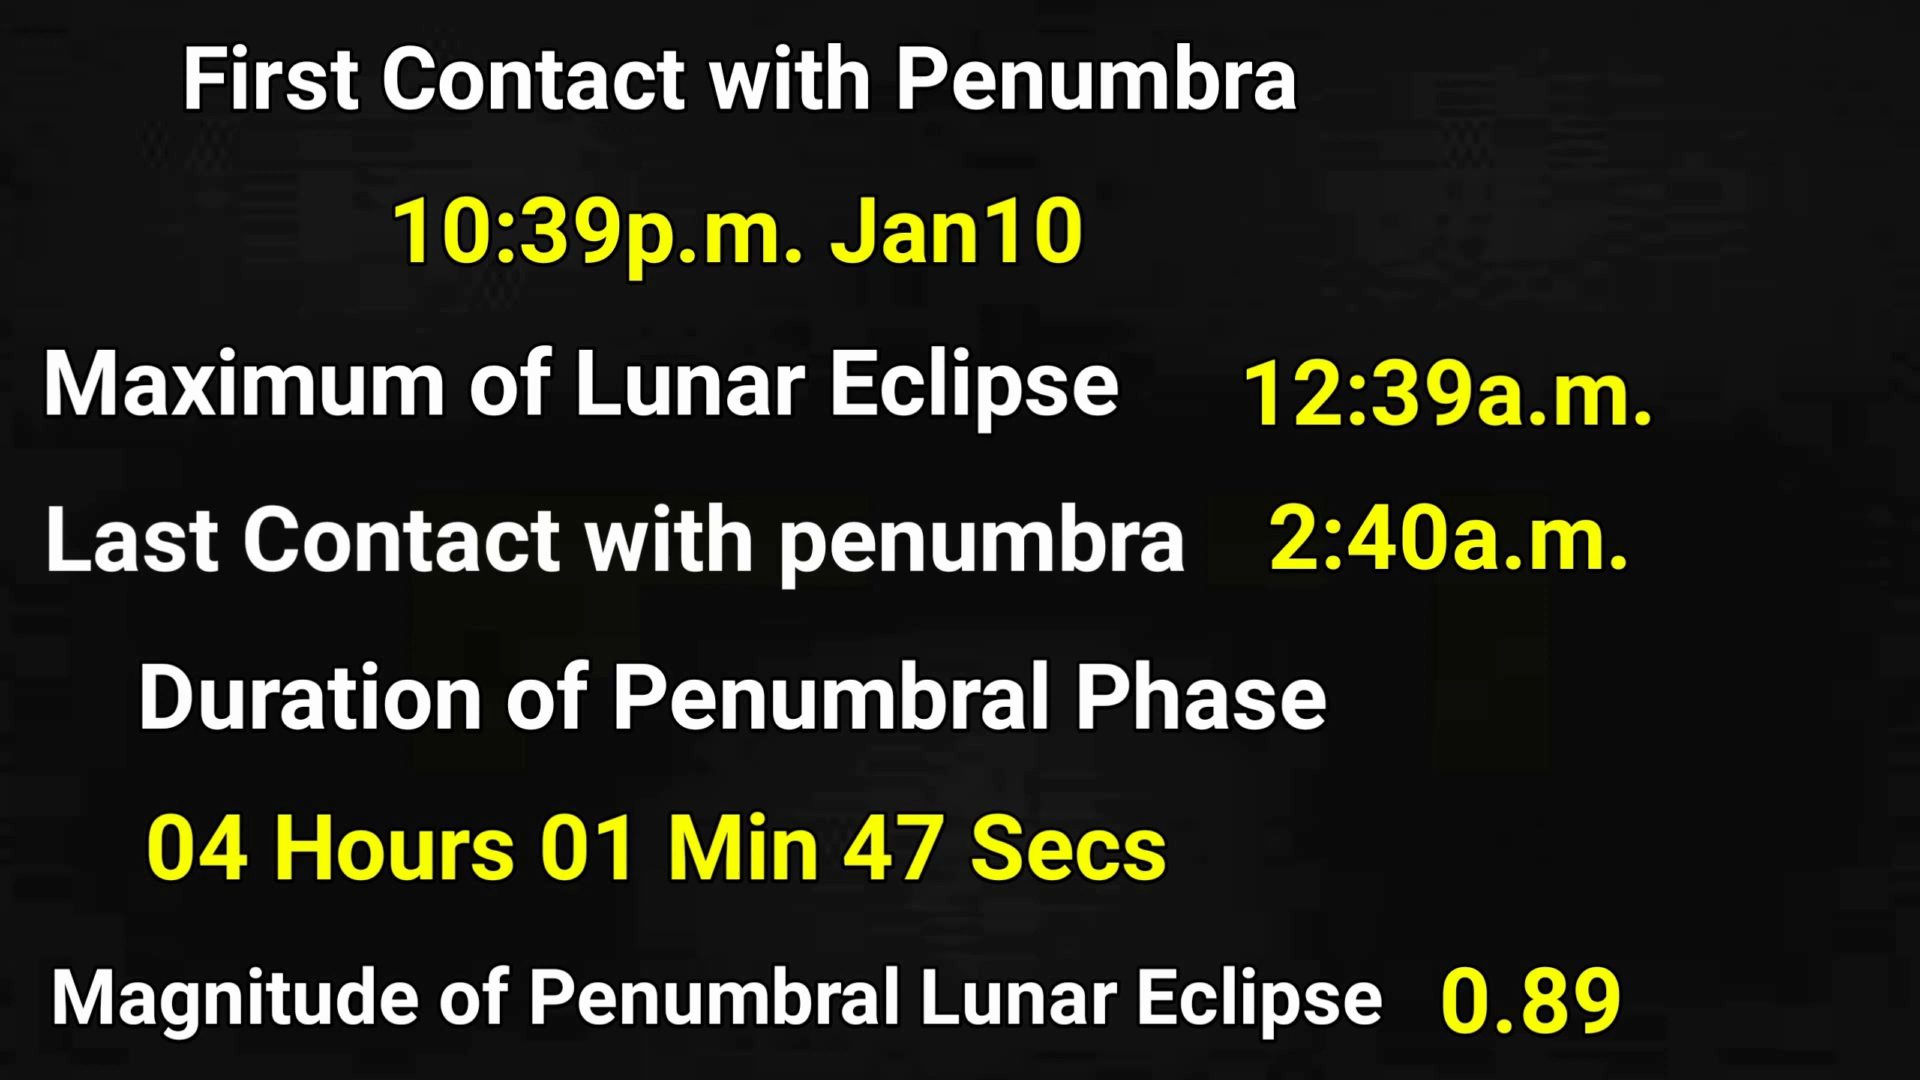 First Contact with Penumbra
10:39p.m. Jan10
Maximum of Lunar Eclipse 12:39a.m.
Last Contact with penumbra 2:40a.m.
Duration of Penumbral Phase
04 Hours 01 Min 47 Secs
Magnitude of Penumbral Lunar Eclipse 0.89